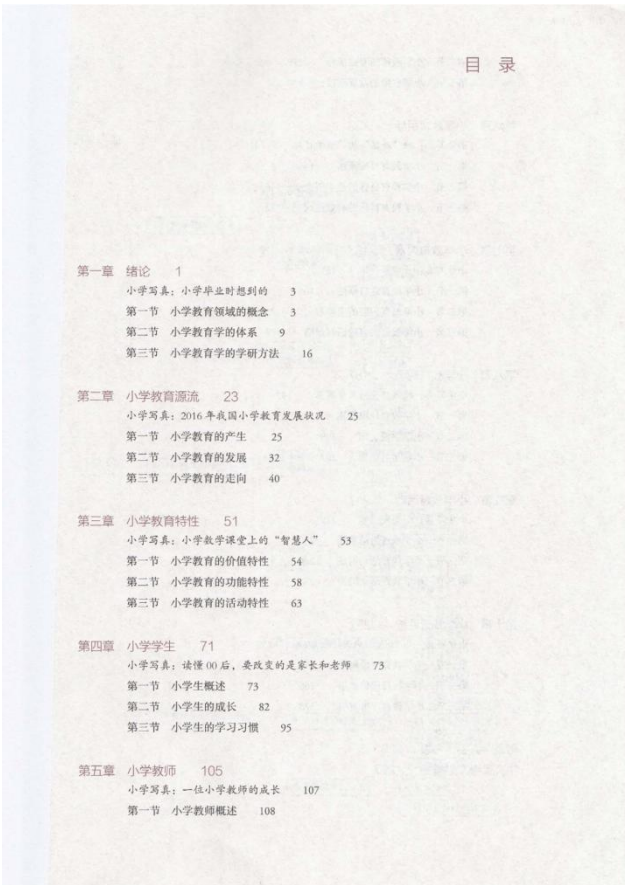 目 录
第一章 绪论 1
小学写真：小学毕业时想到的 3
第一节 小学教育领域的概念 3
第二节 小学教育学的体系 9
第三节 小学教育学的学研方法 16
第二章 小学教育源流 23
小学写真：2016年我国小学教育发展状况 25
第一节 小学教育的产生 25
第二节 小学教育的发展 32
第三节 小学教育的走向 40
第三章 小学教育特性 51
小学写真：小学数学课堂上的“智慧人” 53
第一节 小学教育的价值特性 54
第二节 小学教育的功能特性 58
第三节 小学教育的活动特性 63
第四章 小学学生 71
小学写真：读懂00后，要改变的是家长和老师 73
第一节 小学生概述 73
第二节 小学生的成长 82
第三节 小学生的学习习惯 95
第五章 小学教师 105
小学写真：一位小学教师的成长 107
第一节 小学教师概述 108